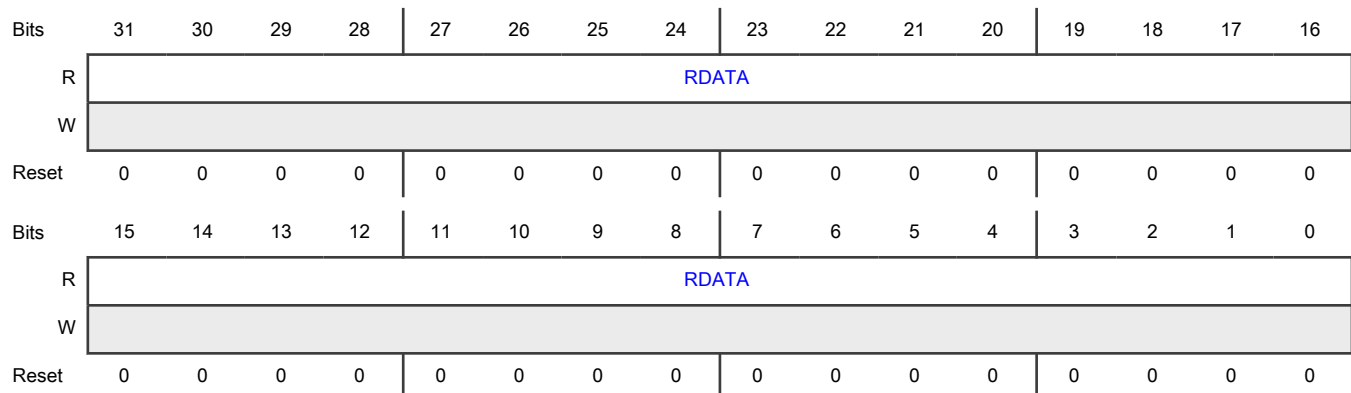 Bits 31 30 29 28 27 26 25 24 23 22 21 20 19 18 17 16
R RDATA
W
Reset 0 0 0 0 0 0 0 0 0 0 0 0 0 0 0 0
Bits 15 14 13 12 11 10 9 8 7 6 5 4 3 2 1 0
R RDATA
W
Reset 0 0 0 0 0 0 0 0 0 0 0 0 0 0 0 0